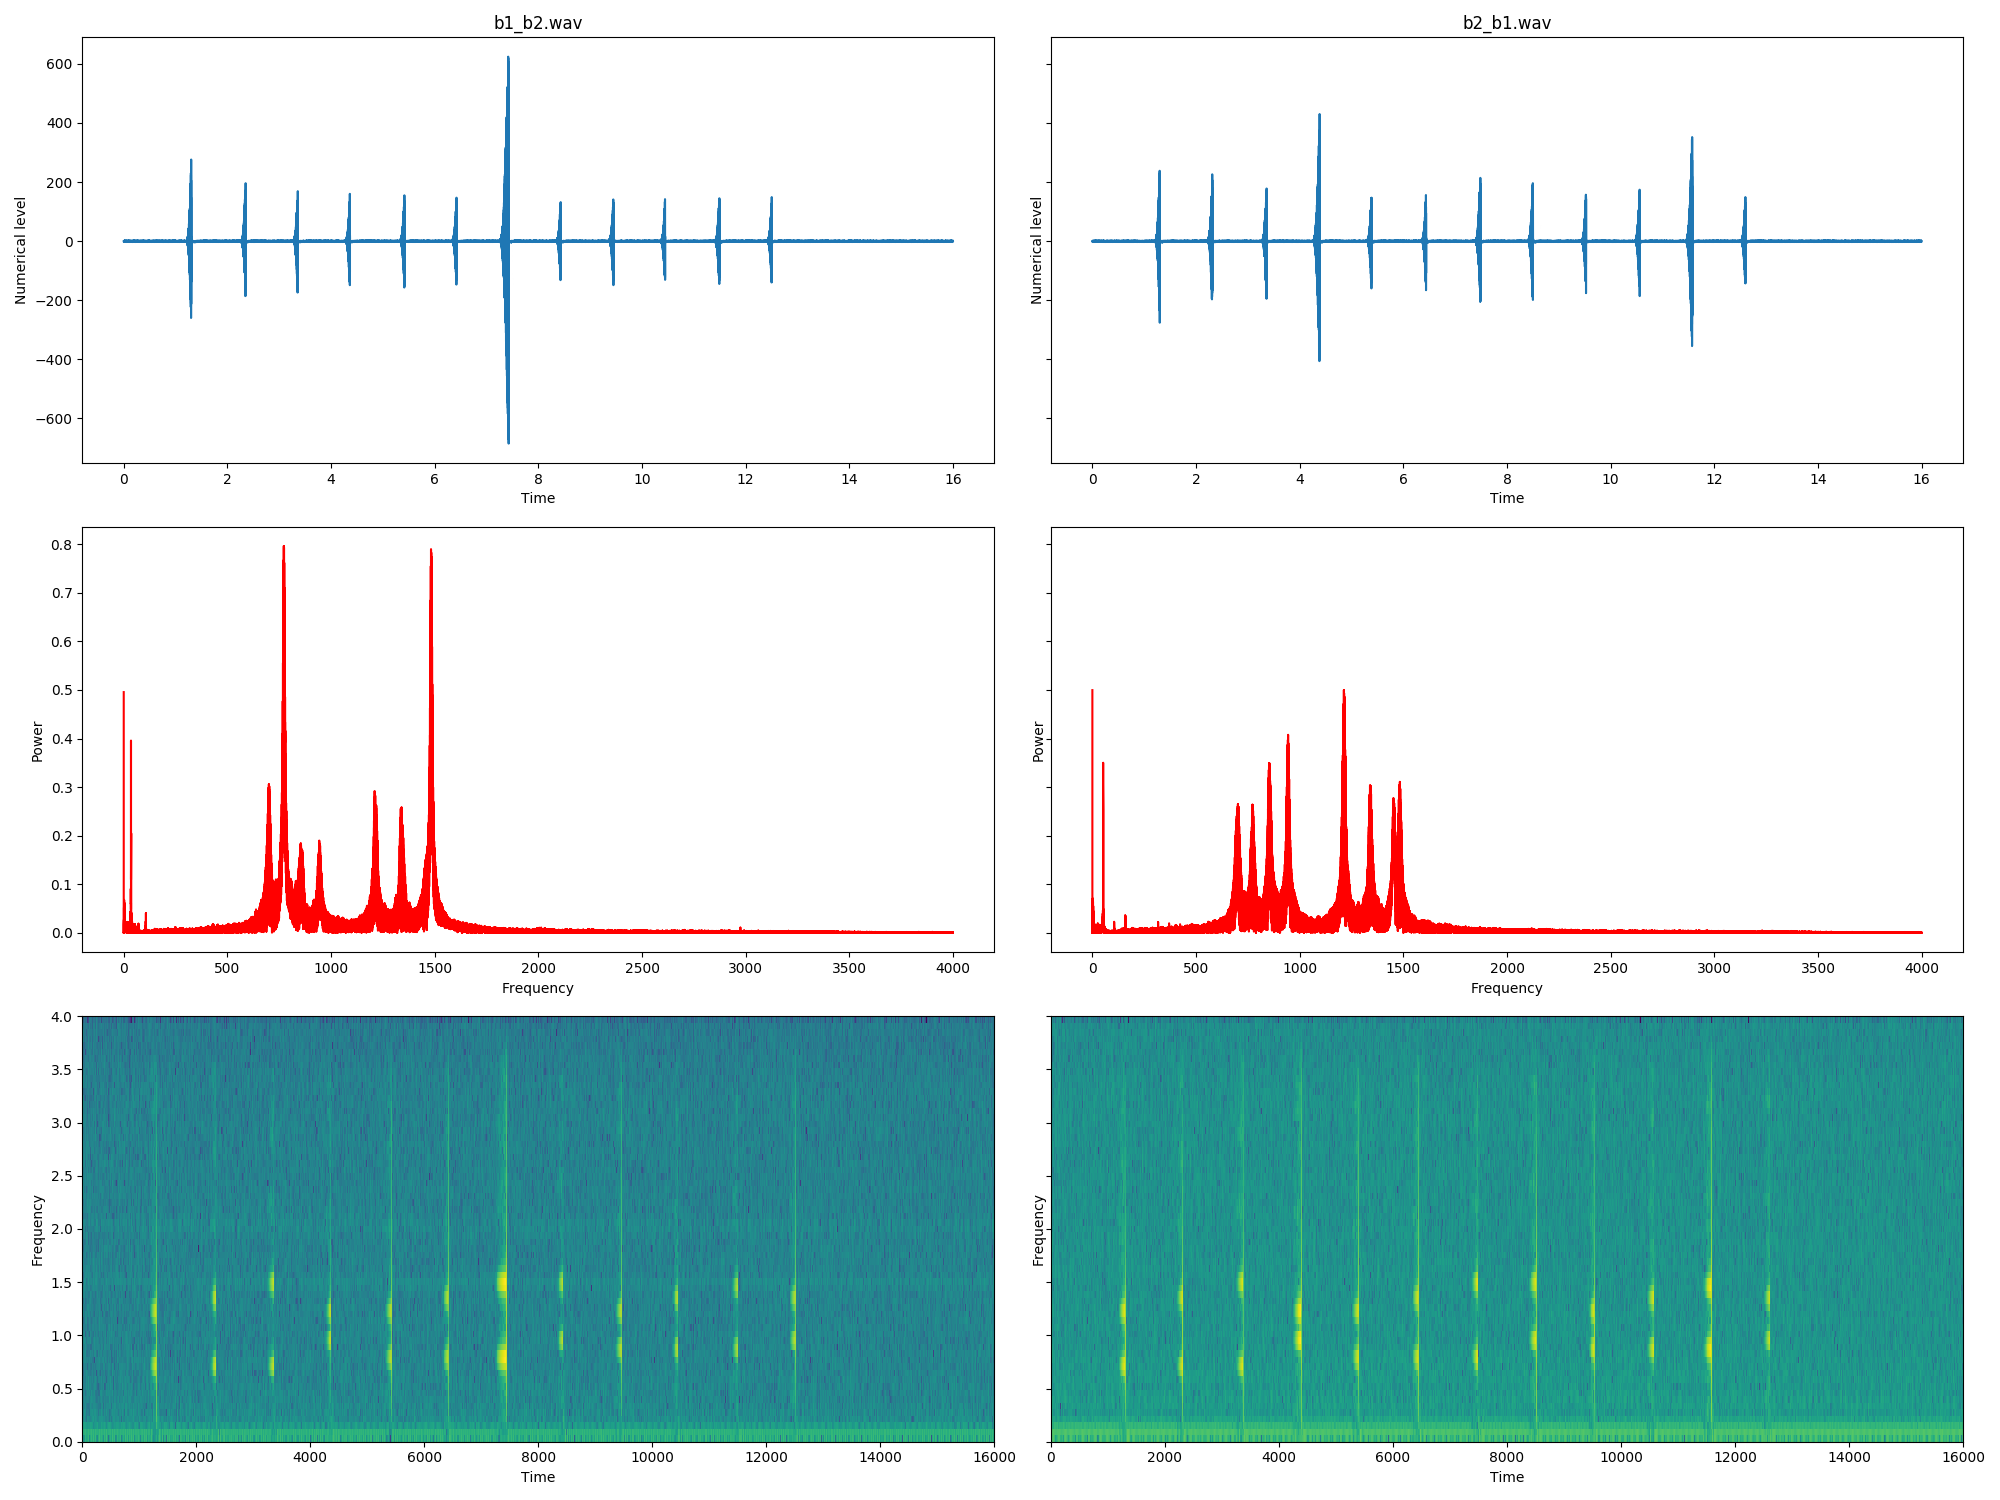 b1_b2.wav
b2_b1.wav
Numerical level
600
400
200
0
−200
−400
−600
0 2 4 6 8 10 12 14 16
Time
Numerical level
0 2 4 6 8 10 12 14 16
Time
Power
0.8
0.7
0.6
0.5
0.4
0.3
0.2
0.1
0.0
0 500 1000 1500 2000 2500 3000 3500 4000
Frequency
Power
0 500 1000 1500 2000 2500 3000 3500 4000
Frequency
Frequency
4.0
3.5
3.0
2.5
2.0
1.5
1.0
0.5
0.0
0 2000 4000 6000 8000 10000 12000 14000 16000
Time
Frequency
0 2000 4000 6000 8000 10000 12000 14000 16000
Time